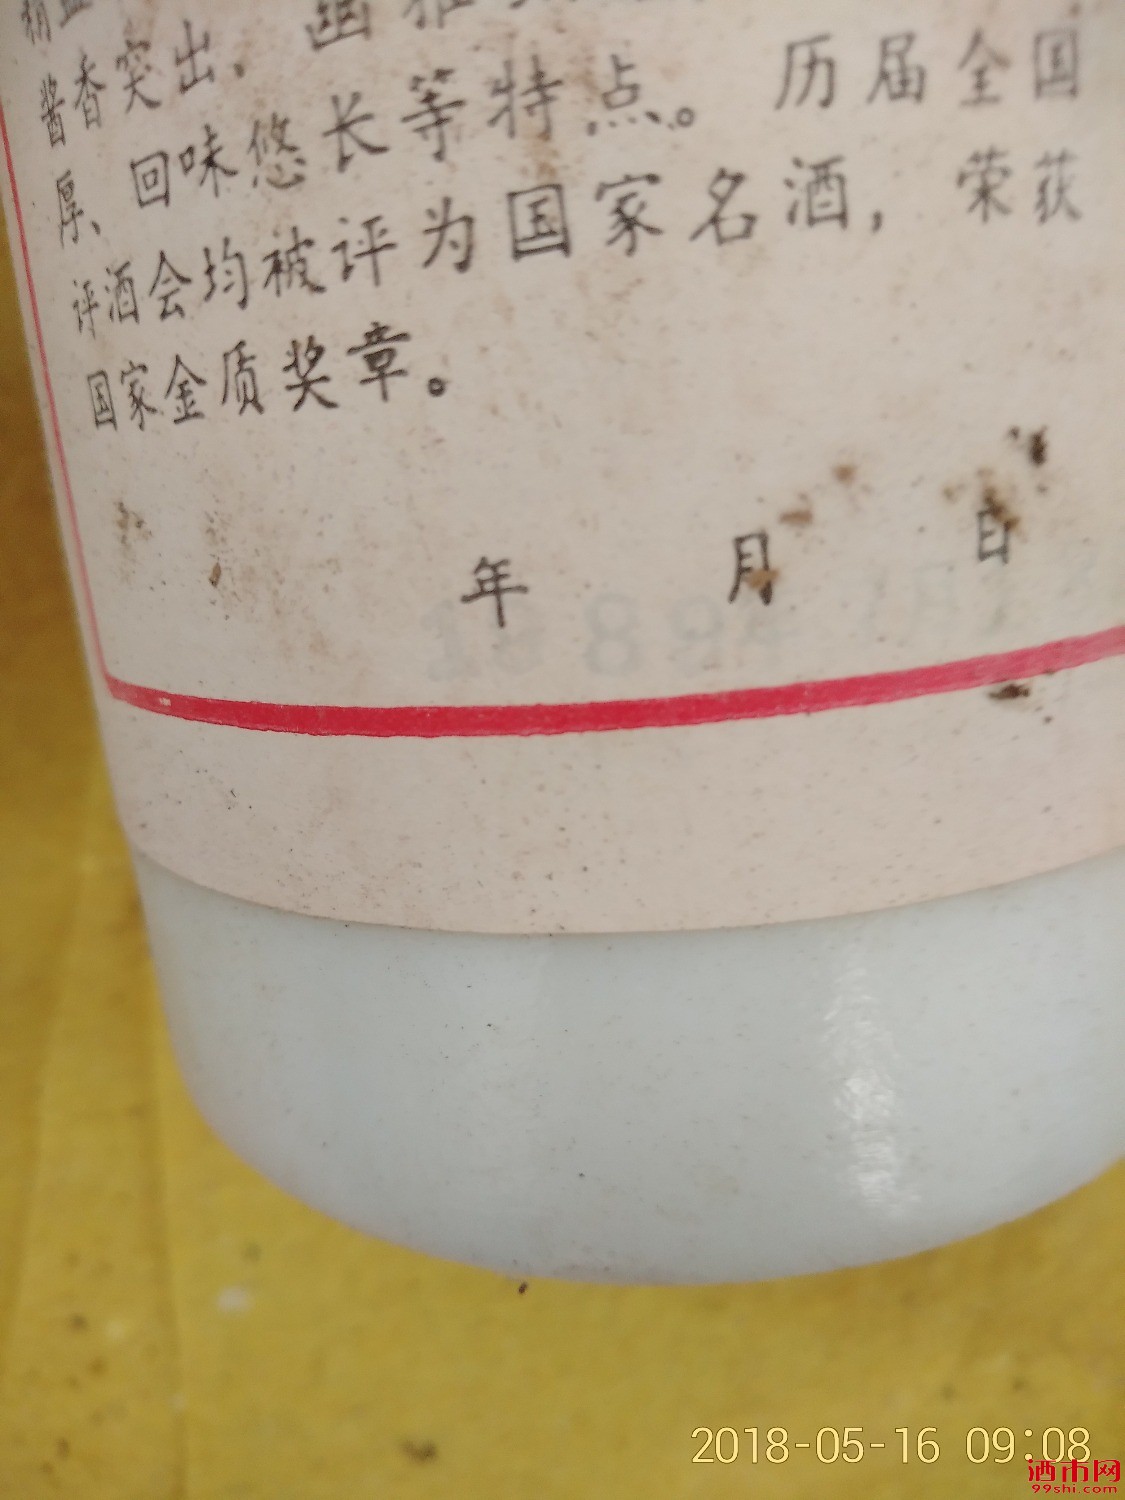 酱香突出、幽雅
厚、回味悠长等特点。历届全国
评酒会均被评为国家名酒，荣获
国家金质奖章。
年 月 日
2018-05-16 09:08
酒市网
99shi.com